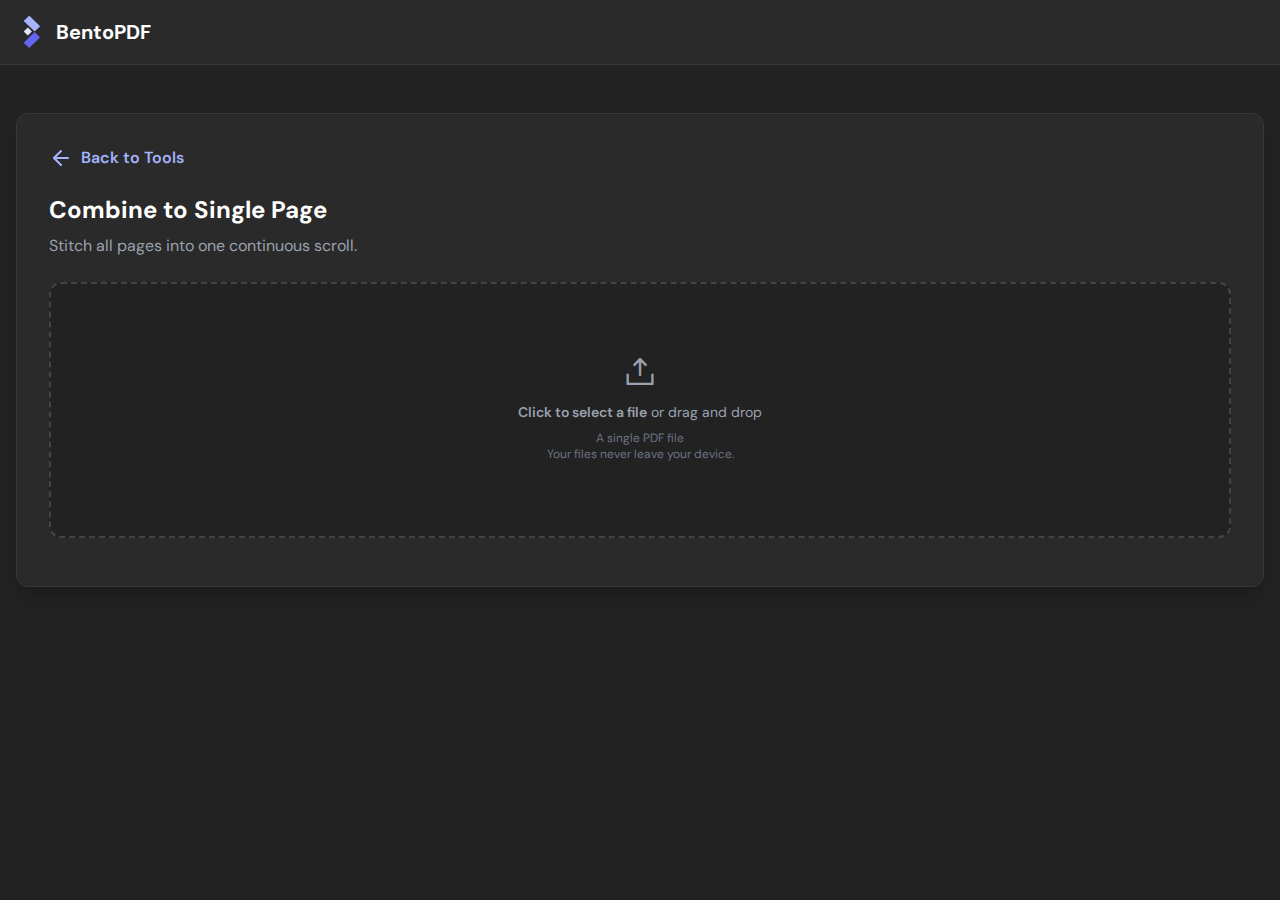 BentoPDF
Back to Tools
Combine to Single Page
Stitch all pages into one continuous scroll.
Click to select a file or drag and drop
A single PDF file
Your files never leave your device.